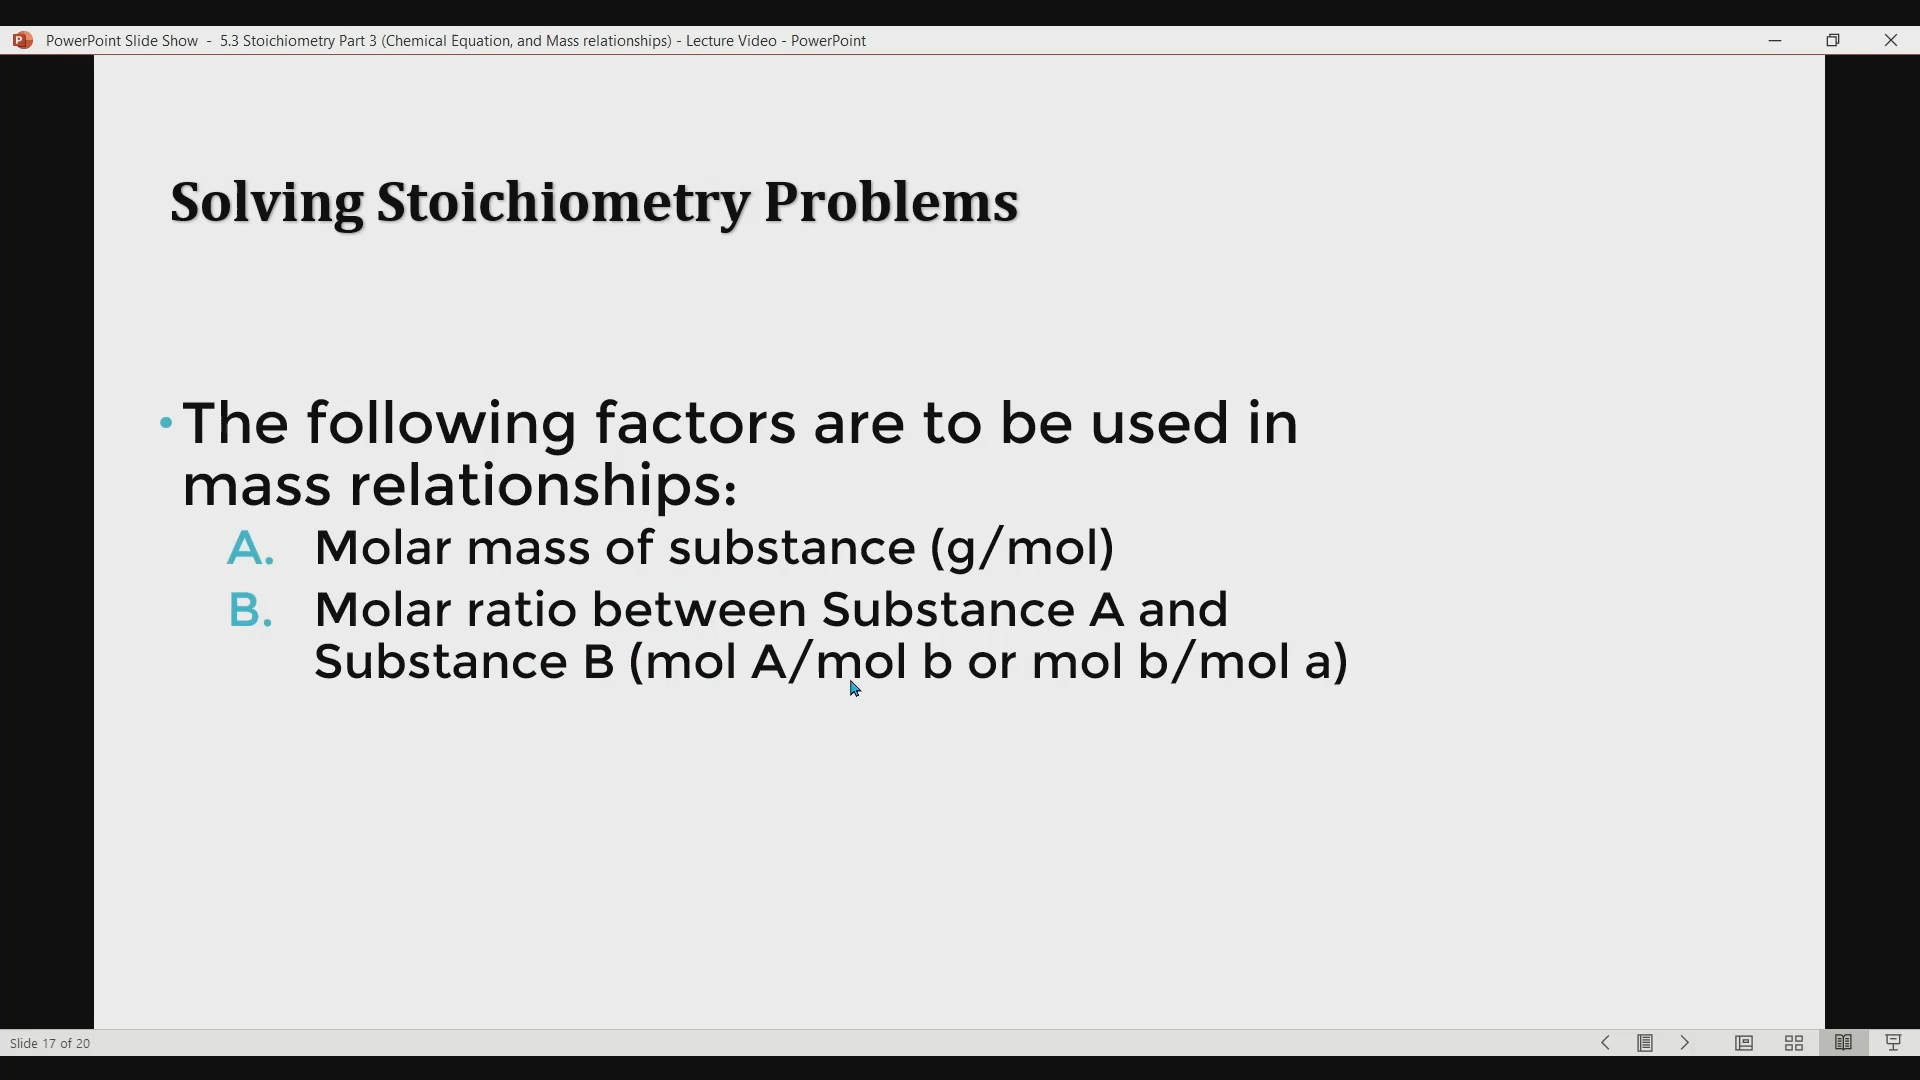 PowerPoint Slide Show - 5.3 Stoichiometry Part 3 (Chemical Equation, and Mass relationships) - Lecture Video - PowerPoint
Solving Stoichiometry Problems
• The following factors are to be used in
mass relationships:
A. Molar mass of substance (g/mol)
B. Molar ratio between Substance A and
Substance B (mol A/mol b or mol b/mol a)
Slide 17 of 20